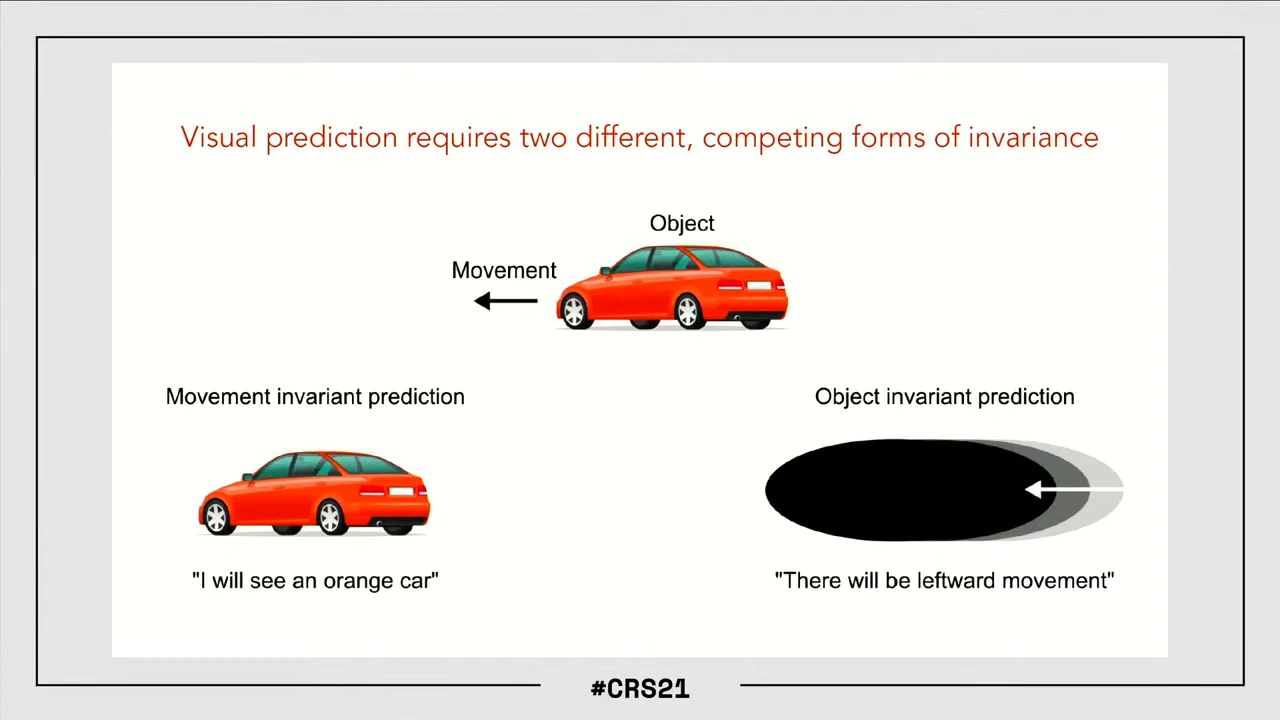 Visual prediction requires two different, competing forms of invariance
Object
Movement
Movement invariant prediction
Object invariant prediction
"I will see an orange car"
"There will be leftward movement"
#CRS21